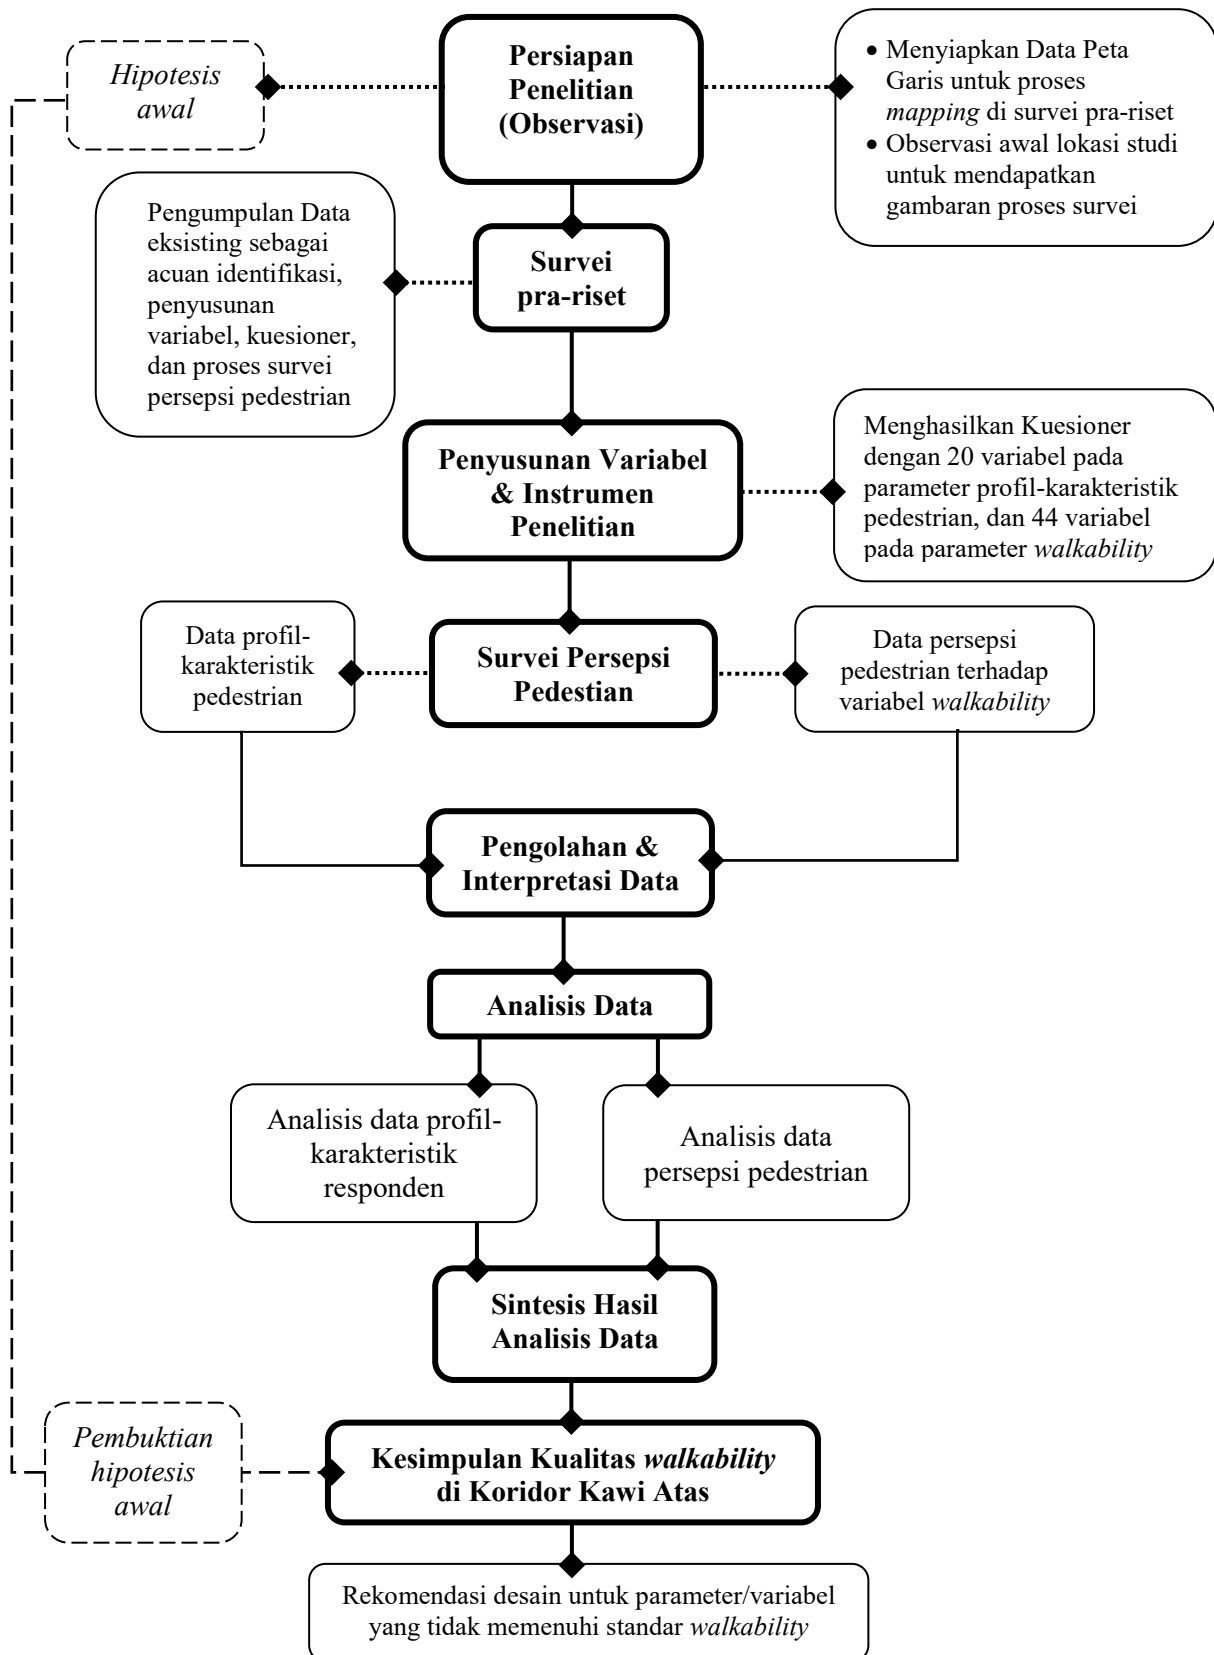 Persiapan
Penelitian
(Observasi)
Hipotesis
awal
• Menyiapkan Data Peta
Garis untuk proses
mapping di survei pra-riset
• Observasi awal lokasi studi
untuk mendapatkan
gambaran proses survei
Pengumpulan Data
eksisting sebagai
acuan identifikasi,
penyusunan
variabel, kuesioner,
dan proses survei
persepsi pedestrian
Survei
pra-riset
Penyusunan Variabel
& Instrumen
Penelitian
Menghasilkan Kuesioner
dengan 20 variabel pada
parameter profil-karakteristik
pedestrian, dan 44 variabel
pada parameter walkability
Data profil-
karakteristik
pedestrian
Survei Persepsi
Pedestian
Data persepsi
pedestrian terhadap
variabel walkability
Pengolahan &
Interpretasi Data
Analisis Data
Analisis data profil-
karakteristik
responden
Analisis data
persepsi pedestrian
Sintesis Hasil
Analisis Data
Pembuktian
hipotesis
awal
Kesimpulan Kualitas walkability
di Koridor Kawi Atas
Rekomendasi desain untuk parameter/variabel
yang tidak memenuhi standar walkability